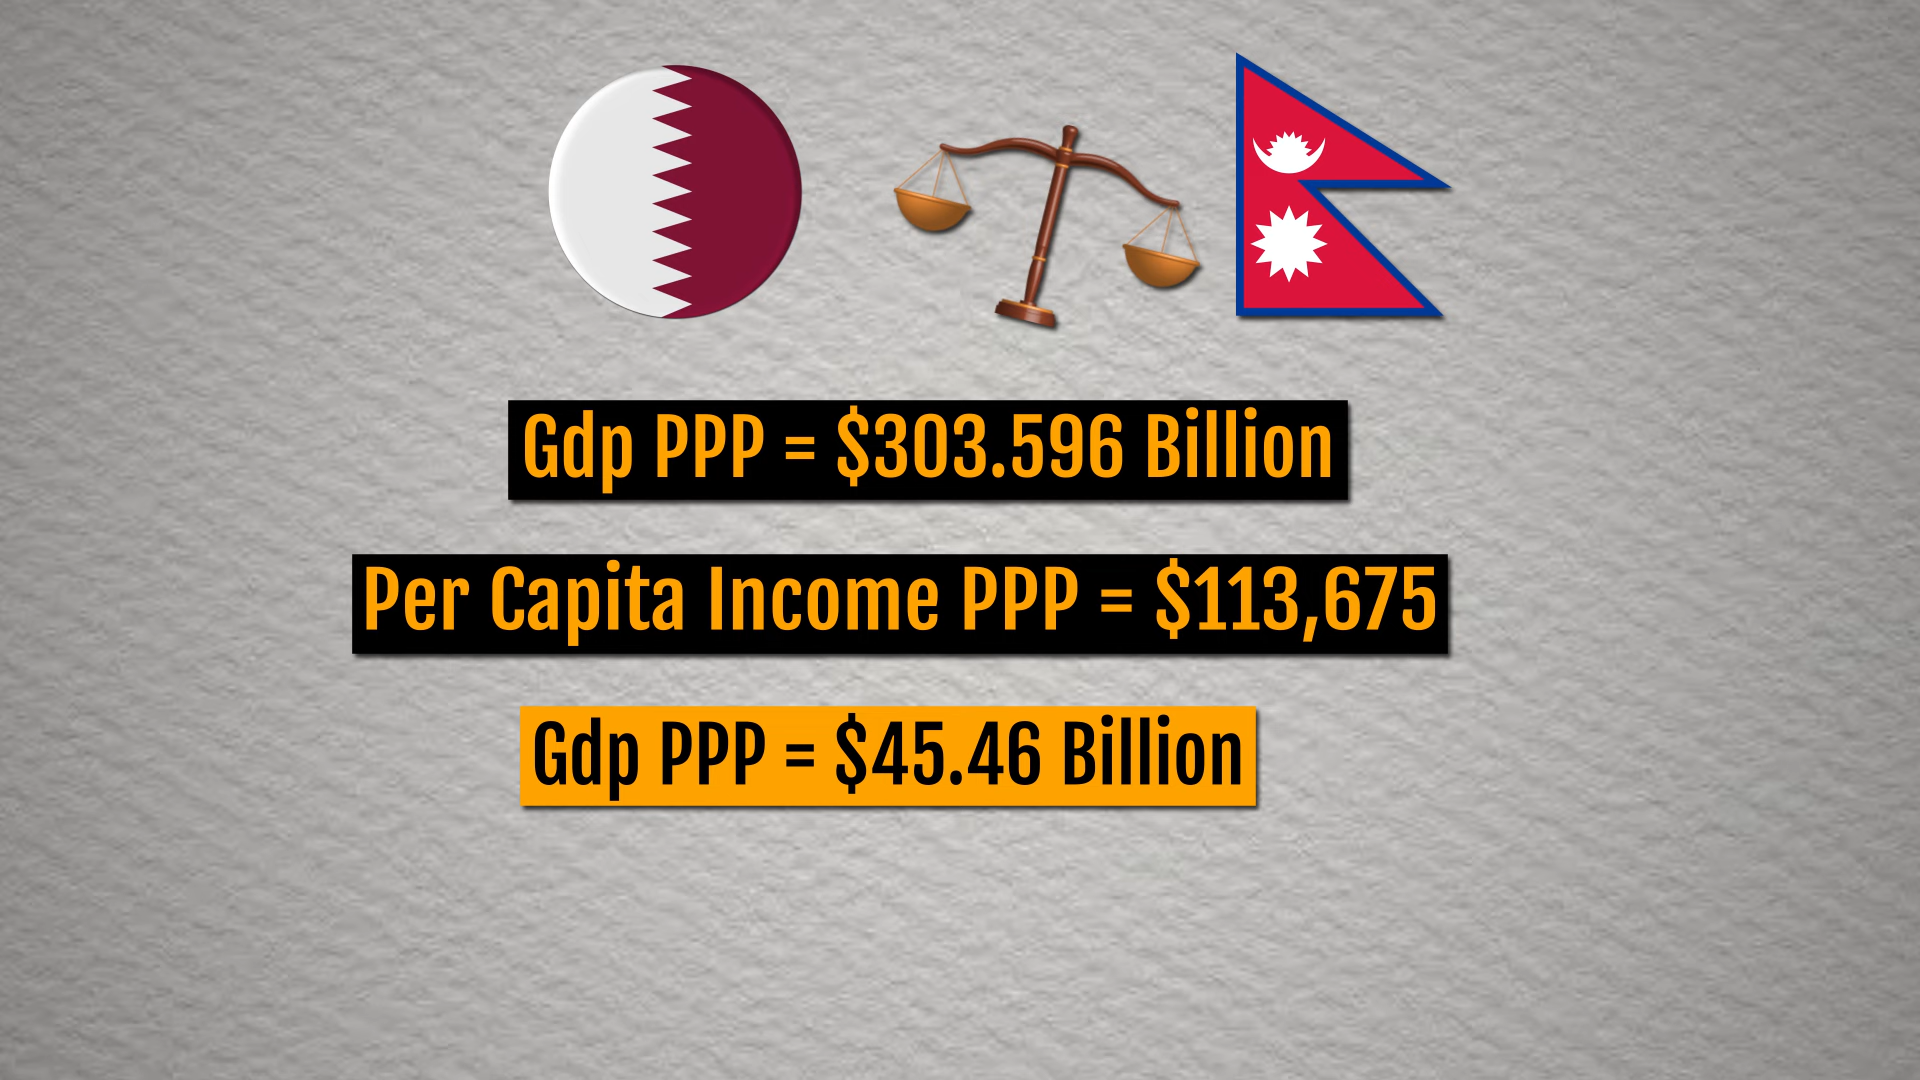 Gdp PPP = $303.596 Billion
Per Capita Income PPP = $113,675
Gdp PPP = $45.46 Billion